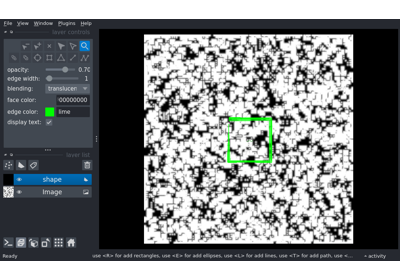 File View Window Plugins Help
layer controls
opacity: 0.70
edge width: 1
blending: translucen
face color: 00000000
edge color: lime
display text:
layer list
shape
Image
Ready
use <R> for add rectangles, use <E> for add ellipses, use <L> for add lines, use <T> for add path, use <...
activity